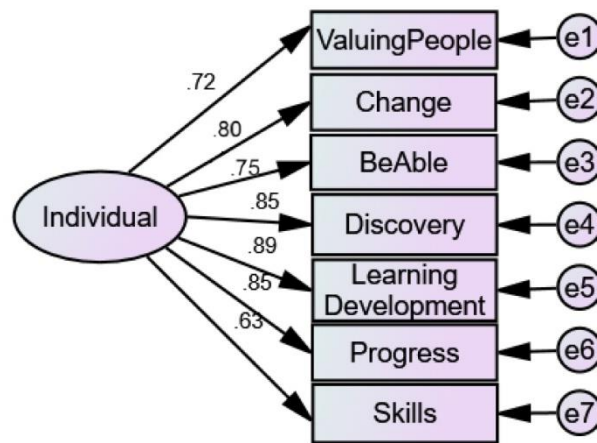 ValuingPeople
e1
.72
Change
e2
.80
BeAble
e3
.75
Individual
Discovery
e4
.85
Learning
Development
e5
.89
Progress
e6
.85
Skills
e7
.63